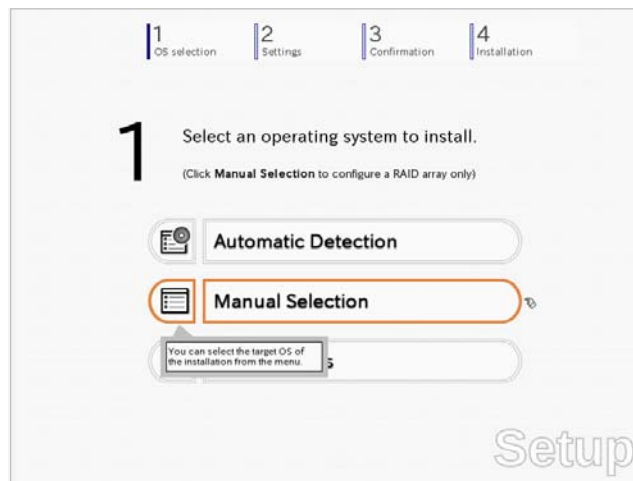 1
OS selection
2
Settings
3
Confirmation
4
Installation
1
Select an operating system to install.
(Click Manual Selection to configure a RAID array only)
Automatic Detection
Manual Selection
You can select the target OS of
the installation from the menu.
Setup